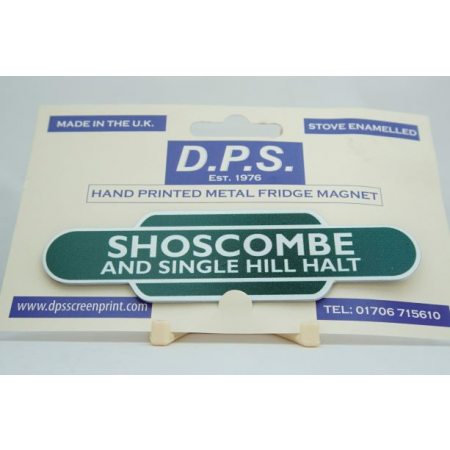 MADE IN THE U.K.
STOVE ENAMELLED
D.P.S.
EST. 1976
HAND PRINTED METAL FRIDGE MAGNET
SHOSCOMBE
AND SINGLE HILL HALT
www.dpsscreenprint.com
TEL: 01706 715610